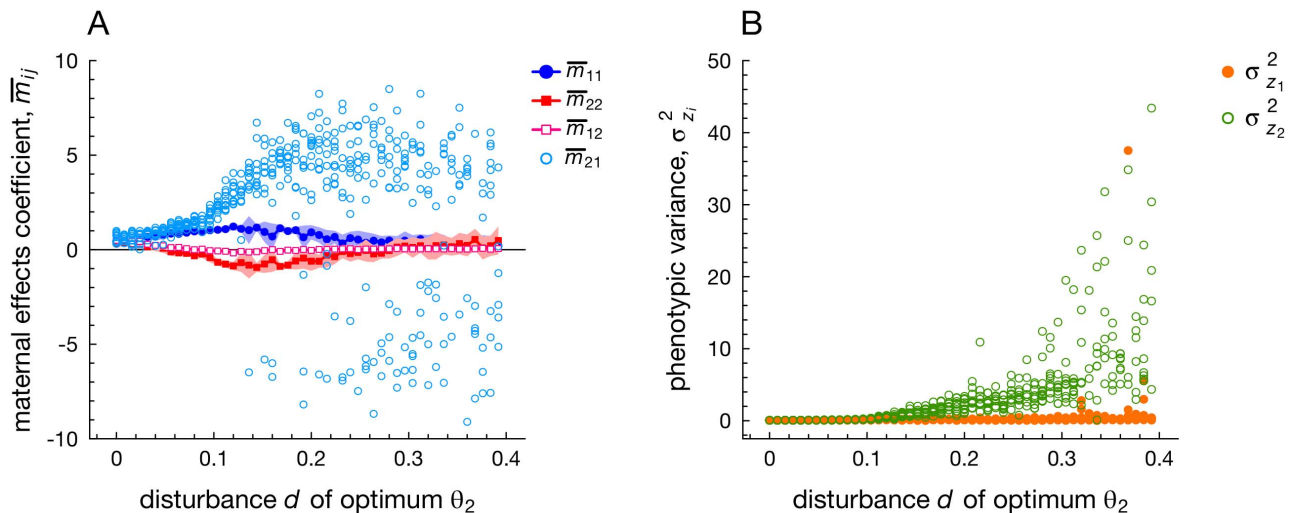 A
maternal effects coefficient, m̅ij
10
5
0
-5
-10
0
0.1
0.2
0.3
0.4
disturbance d of optimum θ2
m̅11
m̅22
m̅12
m̅21
B
phenotypic variance, σ²zi
50
40
30
20
10
0
0
0.1
0.2
0.3
0.4
disturbance d of optimum θ2
σ²z1
σ²z2